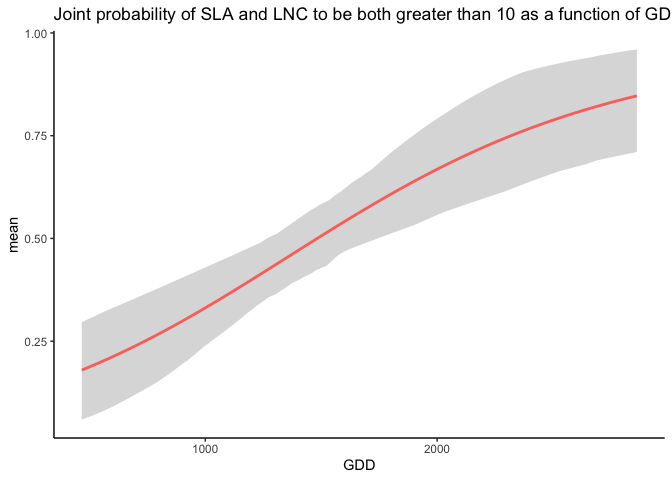 Joint probability of SLA and LNC to be both greater than 10 as a function of GD
1.00
0.75
mean
0.50
0.25
1000
2000
GDD